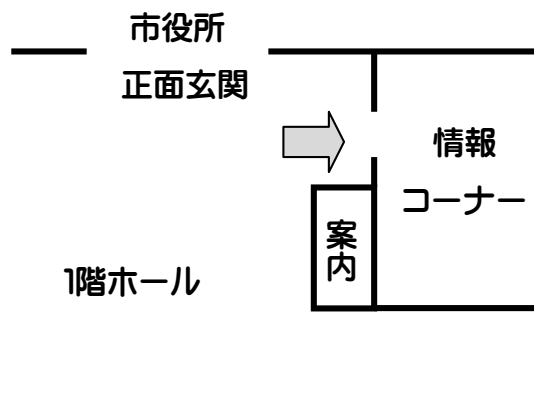 市役所
正面玄関
情報
コーナー
案内
1階ホール